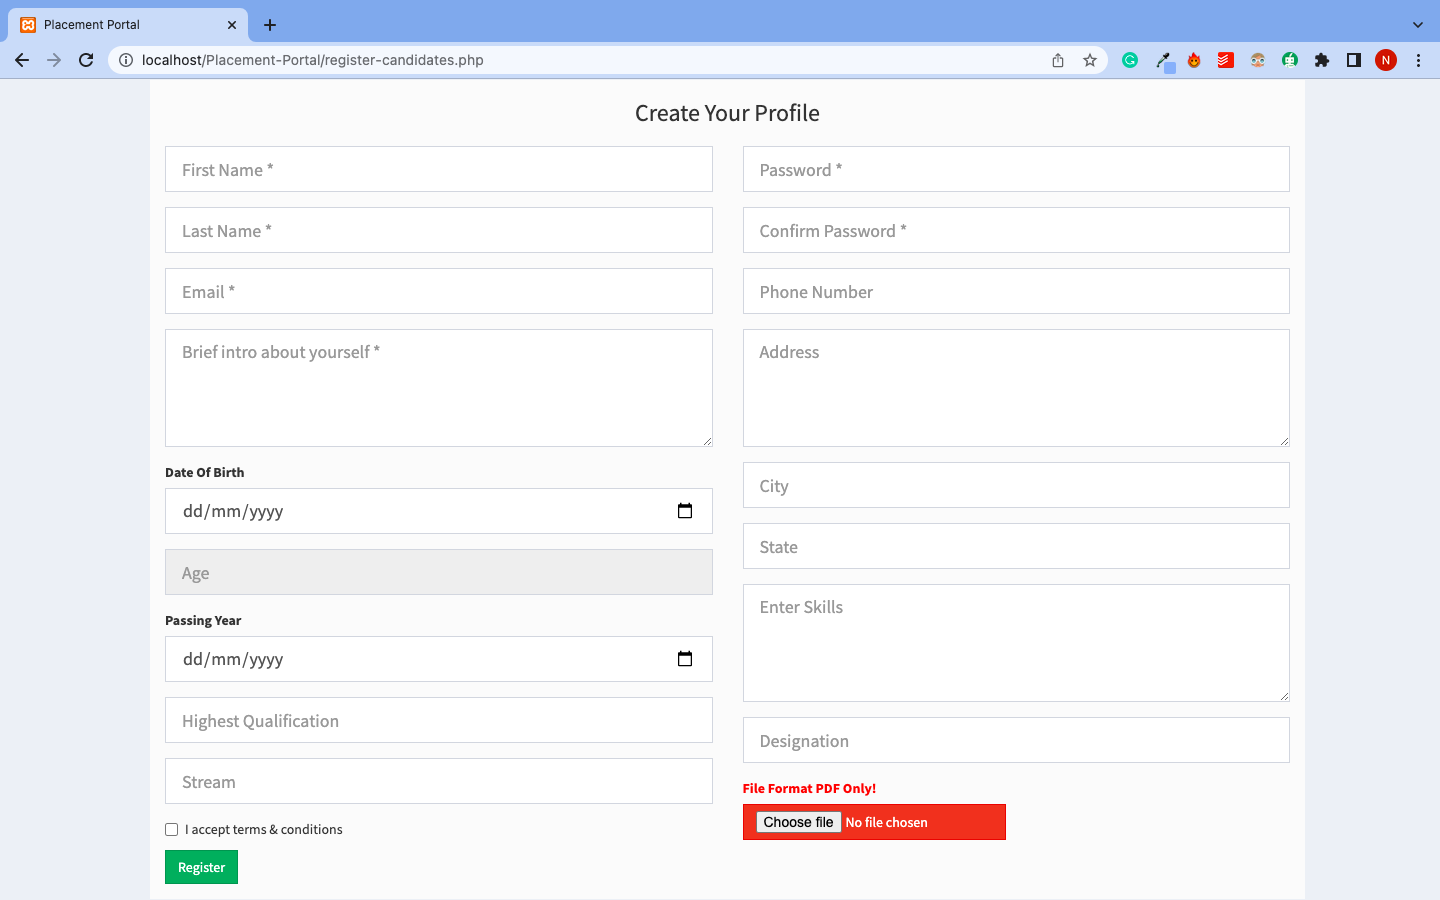 Placement Portal
localhost/Placement-Portal/register-candidates.php
N
Create Your Profile
First Name *
Last Name *
Email *
Brief intro about yourself *
Date Of Birth
dd/mm/yyyy
Age
Passing Year
dd/mm/yyyy
Highest Qualification
Stream
I accept terms & conditions
Register
Password *
Confirm Password *
Phone Number
Address
City
State
Enter Skills
Designation
File Format PDF Only!
Choose file No file chosen